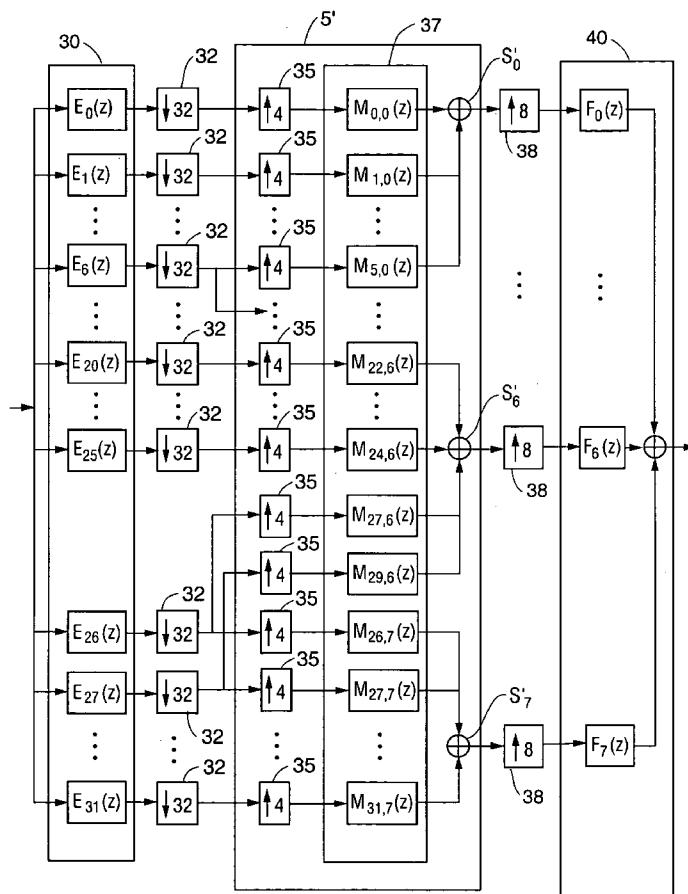 5'
30
37
40
32
35
S'0
E0(z)
↓32
↑4
M0,0(z)
↑8
F0(z)
32
35
38
E1(z)
↓32
↑4
M1,0(z)
32
35
E6(z)
↓32
↑4
M5,0(z)
32
35
E20(z)
↓32
↑4
M22,6(z)
32
35
S'6
E25(z)
↓32
↑4
M24,6(z)
↑8
F6(z)
35
38
↑4
M27,6(z)
35
↑4
M29,6(z)
32
35
E26(z)
↓32
↑4
M26,7(z)
35
E27(z)
↓32
↑4
M27,7(z)
S'7
32
↑8
F7(z)
32
35
38
E31(z)
↓32
↑4
M31,7(z)